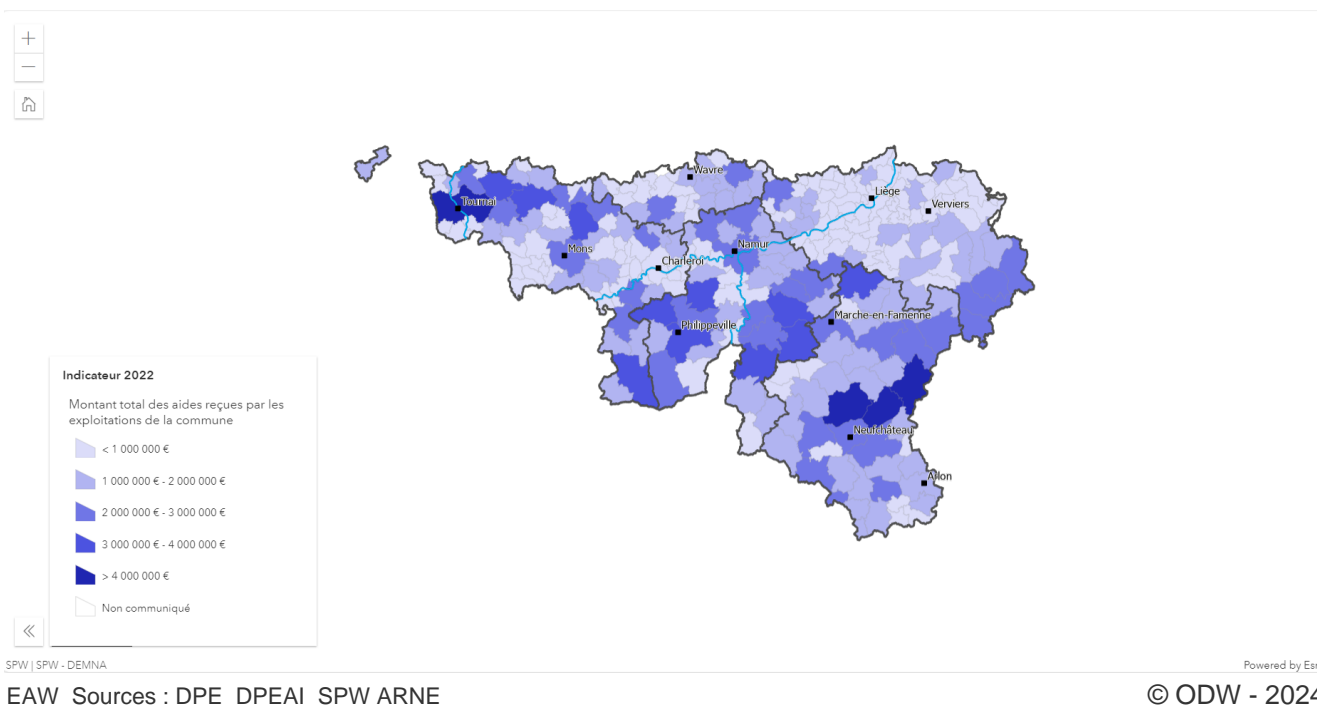 +
−
Wavre
Liège
Verviers
Tournai
Mons
Namur
Charleroi
Marche-en-Famenne
Philippeville
Neufchâteau
Arlon
Indicateur 2022
Montant total des aides reçues par les
exploitations de la commune
< 1 000 000 €
1 000 000 € - 2 000 000 €
2 000 000 € - 3 000 000 €
3 000 000 € - 4 000 000 €
> 4 000 000 €
Non communiqué
SPW | SPW - DEMNA
Powered by Esr
EAW Sources : DPE DPEAI SPW ARNE
© ODW - 2024